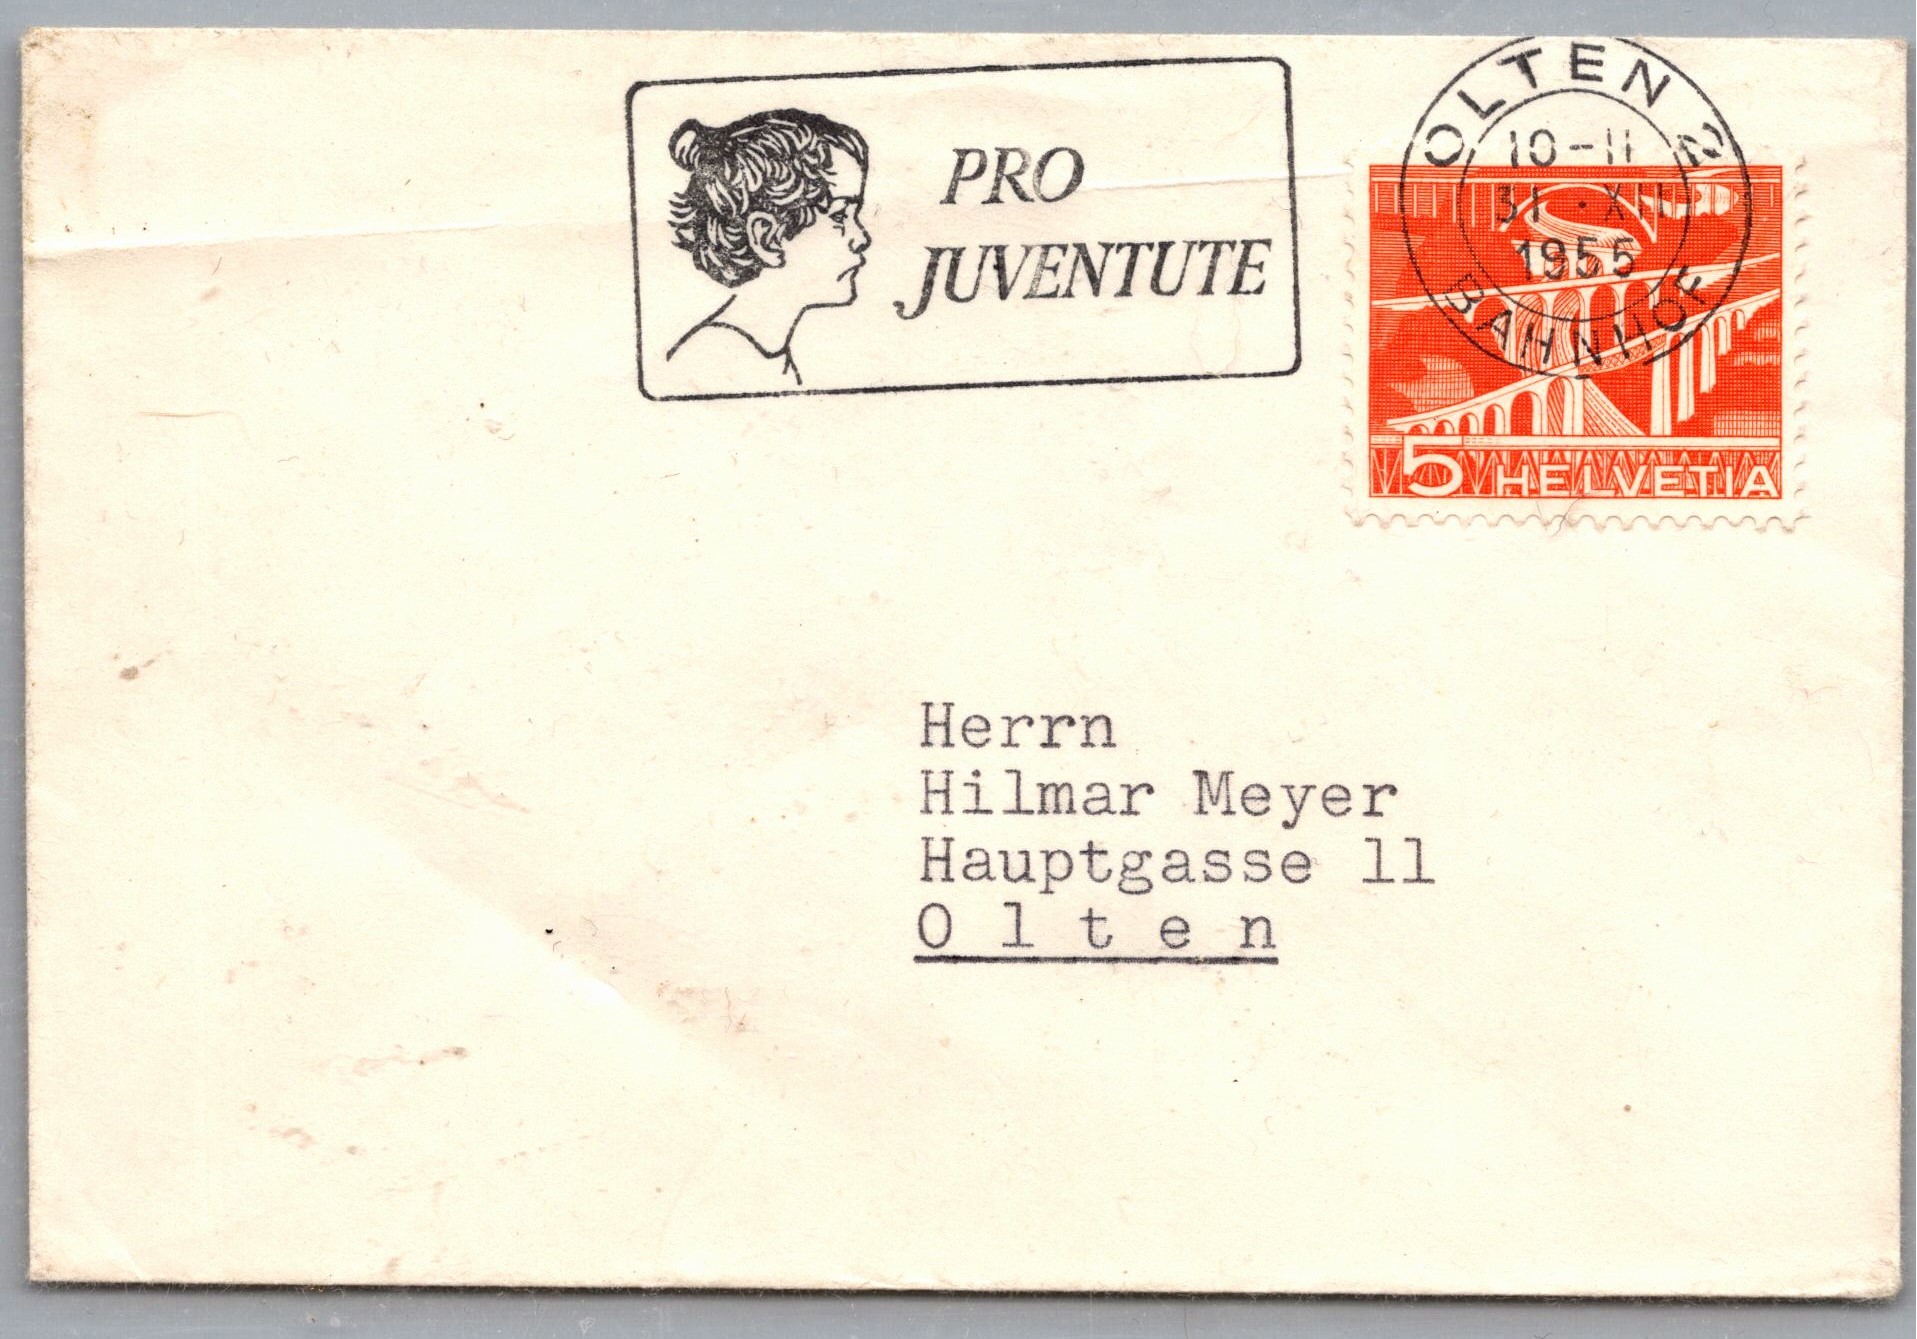 PRO
JUVENTUTE
OLTEN 2
10-11
31·XII
1955
BAHNHOF
5 HELVETIA
Herrn
Hilmar Meyer
Hauptgasse 11
Olten